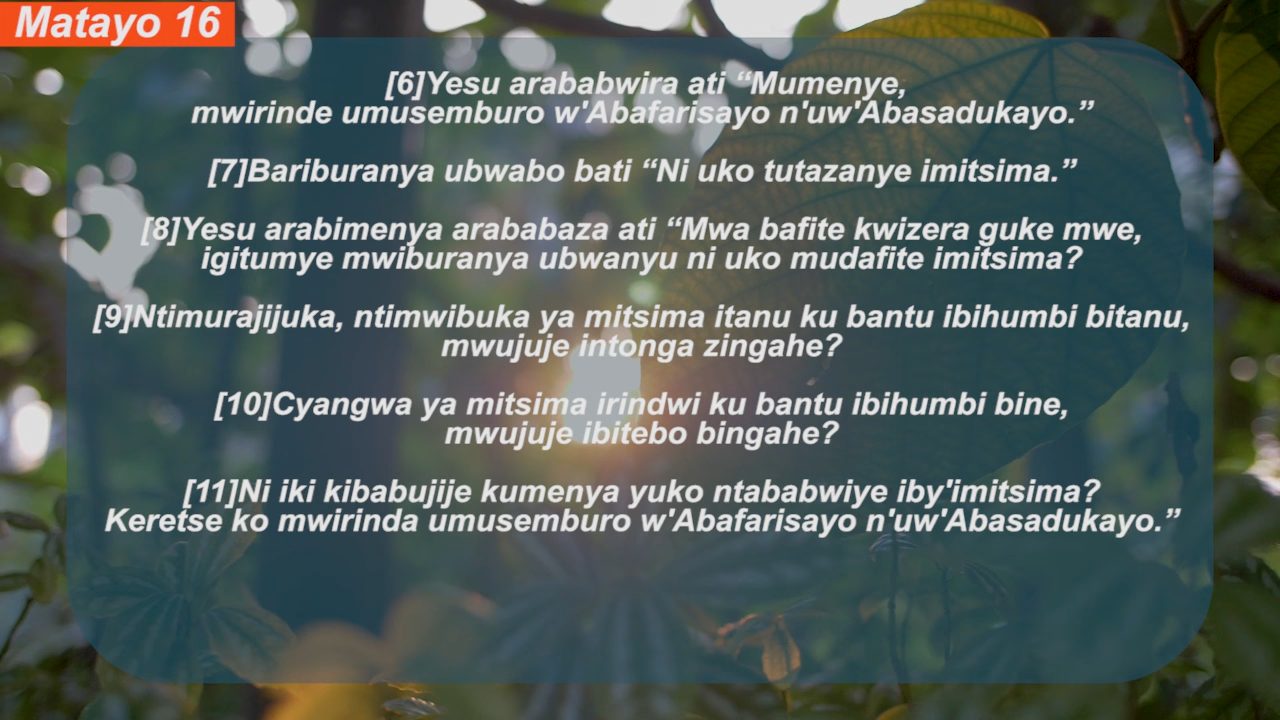 Matayo 16
[6]Yesu arababwira ati “Mumenye,
mwirinde umusemburo w'Abafarisayo n'uw'Abasadukayo.”
[7]Bariburanya ubwabo bati “Ni uko tutazanye imitsima.”
[8]Yesu arabimenya arababaza ati “Mwa bafite kwizera guke mwe,
igitumye mwiburanya ubwanyu ni uko mudafite imitsima?
[9]Ntimurajijuka, ntimwibuka ya mitsima itanu ku bantu ibihumbi bitanu,
mwujuje intonga zingahe?
[10]Cyangwa ya mitsima irindwi ku bantu ibihumbi bine,
mwujuje ibitebo bingahe?
[11]Ni iki kibabujije kumenya yuko ntababwiye iby'imitsima?
Keretse ko mwirinda umusemburo w'Abafarisayo n'uw'Abasadukayo.”